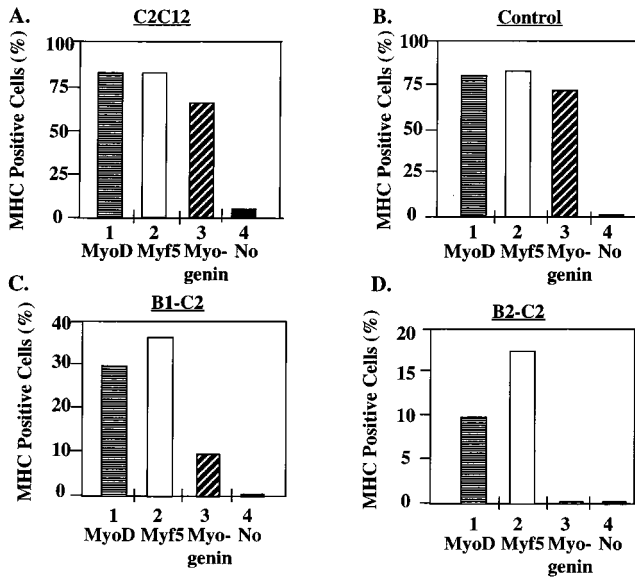 A.
C2C12
MHC Positive Cells (%)
100
75
50
25
0
1 2 3 4
MyoD Myf5 Myo- No
genin
B.
Control
MHC Positive Cells (%)
100
75
50
25
0
1 2 3 4
MyoD Myf5 Myo- No
genin
C.
B1-C2
MHC Positive Cells (%)
40
30
20
10
0
1 2 3 4
MyoD Myf5 Myo- No
genin
D.
B2-C2
MHC Positive Cells (%)
20
15
10
5
0
1 2 3 4
MyoD Myf5 Myo- No
genin